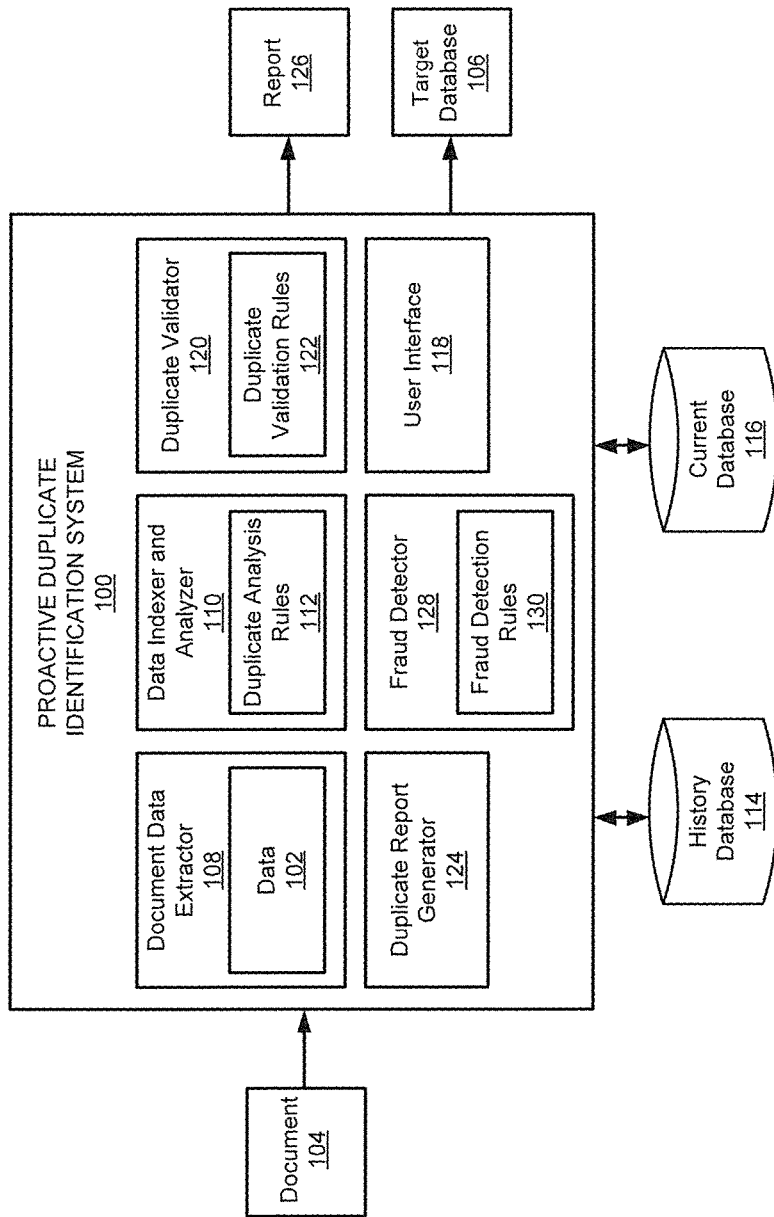 PROACTIVE DUPLICATE
IDENTIFICATION SYSTEM
100
Document
104
Document Data
Extractor
108
Data
102
Data Indexer and
Analyzer
110
Duplicate Analysis
Rules
112
Duplicate Validator
120
Duplicate
Validation Rules
122
Duplicate Report
Generator
124
Fraud Detector
128
Fraud Detection
Rules
130
User Interface
118
Report
126
Target
Database
106
History
Database
114
Current
Database
116